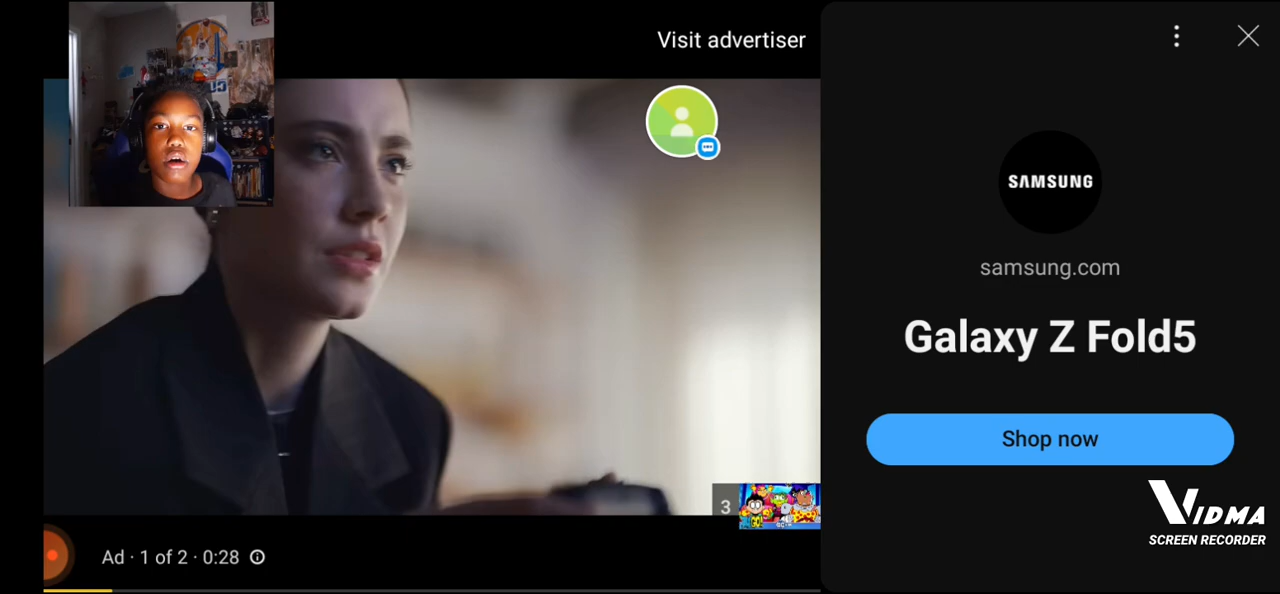 Visit advertiser
SAMSUNG
samsung.com
Galaxy Z Fold5
Shop now
3
Ad · 1 of 2 · 0:28
VIDMA
SCREEN RECORDER